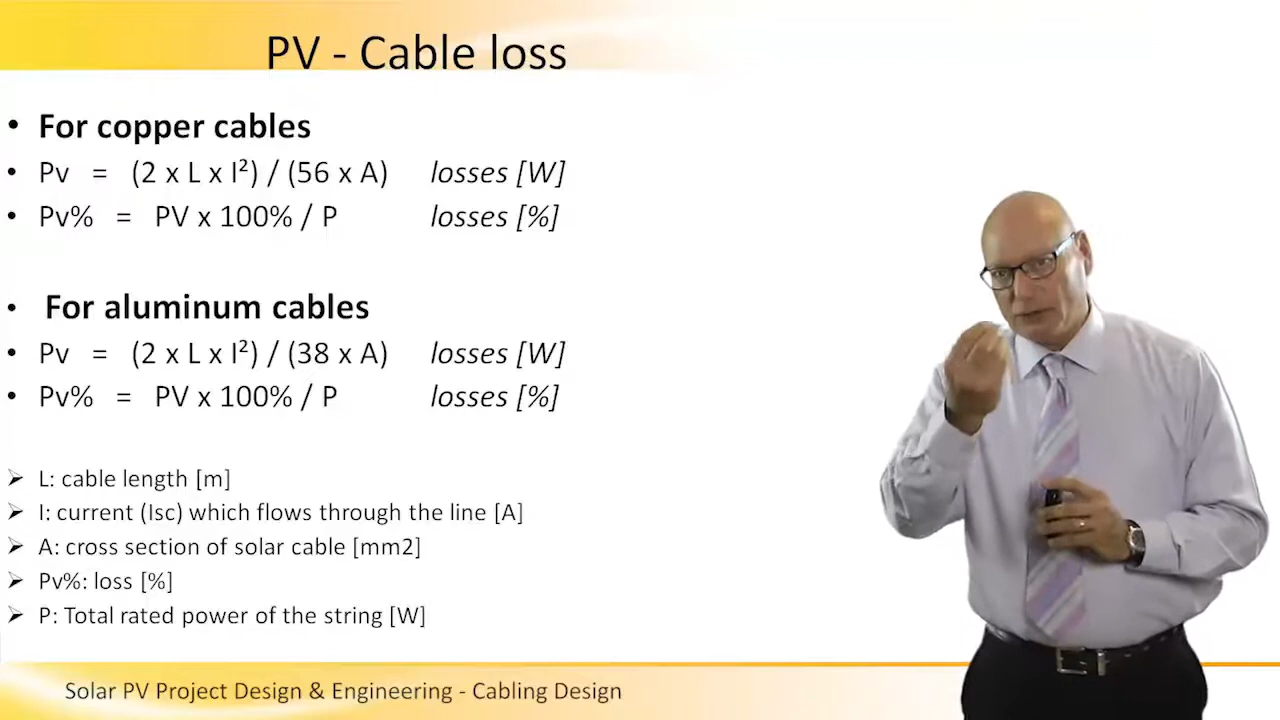 PV - Cable loss
• For copper cables
• Pv = (2 x L x I²) / (56 x A) losses [W]
• Pv% = PV x 100% / P losses [%]
• For aluminum cables
• Pv = (2 x L x I²) / (38 x A) losses [W]
• Pv% = PV x 100% / P losses [%]
➢ L: cable length [m]
➢ I: current (Isc) which flows through the line [A]
➢ A: cross section of solar cable [mm2]
➢ Pv%: loss [%]
➢ P: Total rated power of the string [W]
Solar PV Project Design & Engineering - Cabling Design